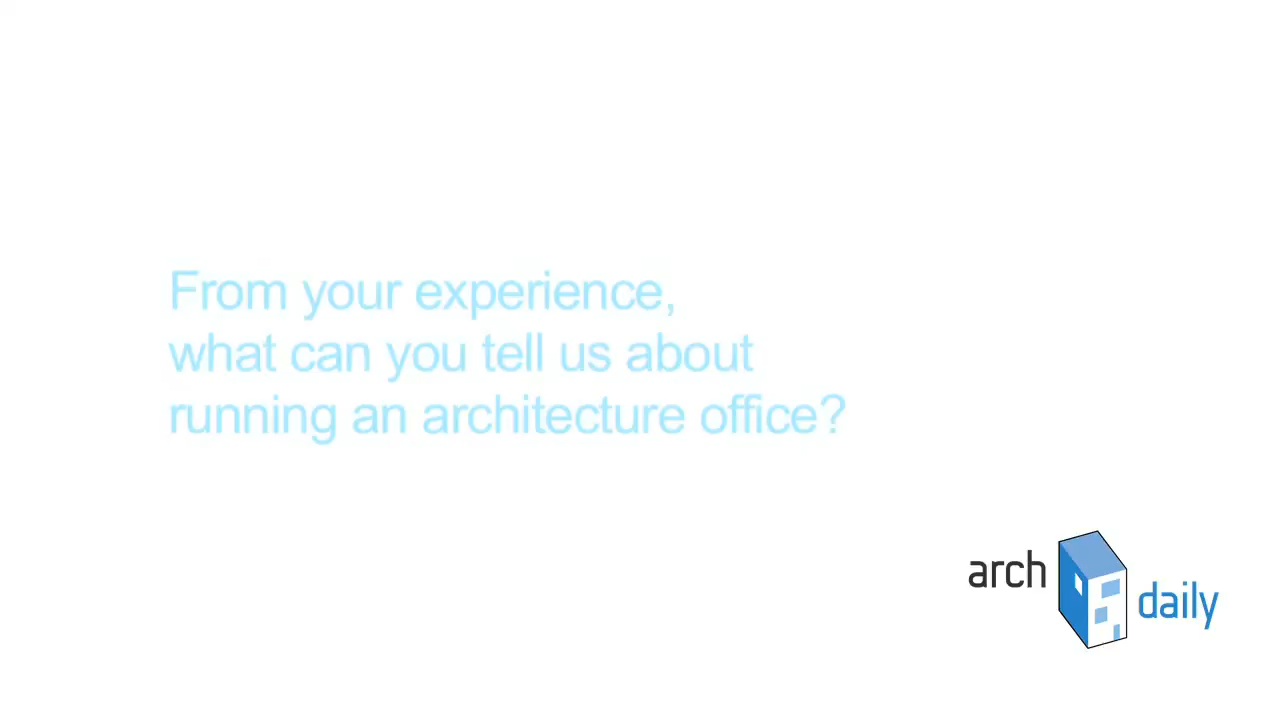 From your experience,
what can you tell us about
running an architecture office?
arch daily